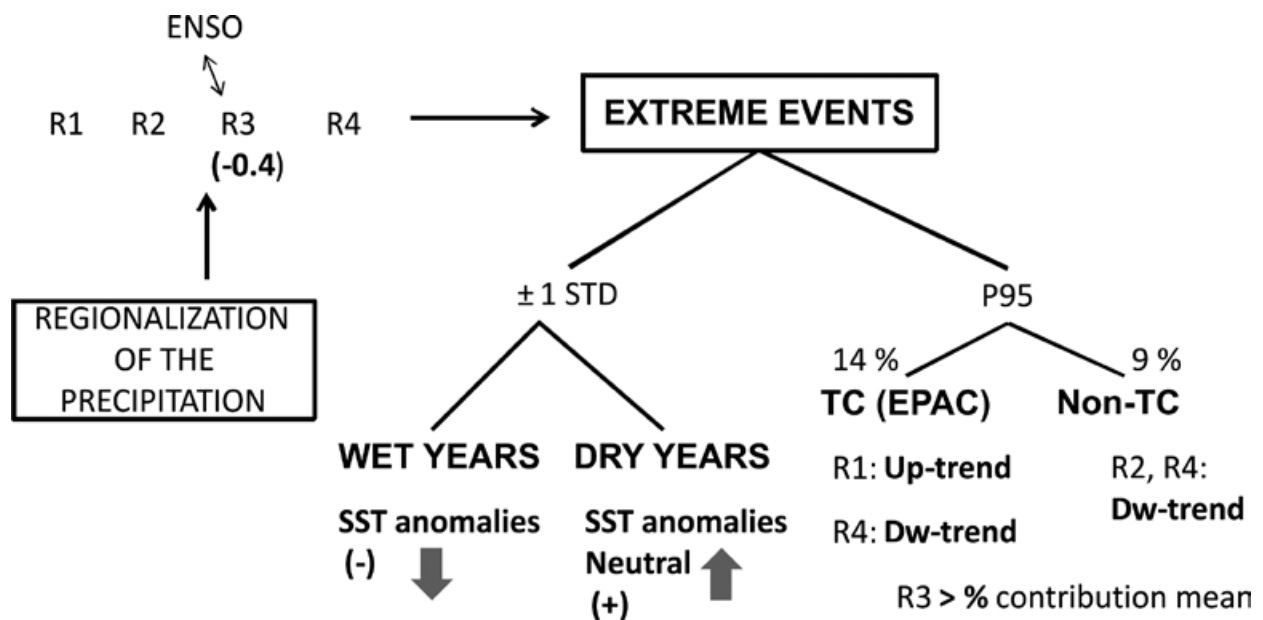 ENSO
R1 R2 R3 R4
(-0.4)
EXTREME EVENTS
REGIONALIZATION
OF THE
PRECIPITATION
± 1 STD
P95
WET YEARS
SST anomalies
(-)
DRY YEARS
SST anomalies
Neutral
(+)
14 %
TC (EPAC)
R1: Up-trend
R4: Dw-trend
9 %
Non-TC
R2, R4:
Dw-trend
R3 > % contribution mean